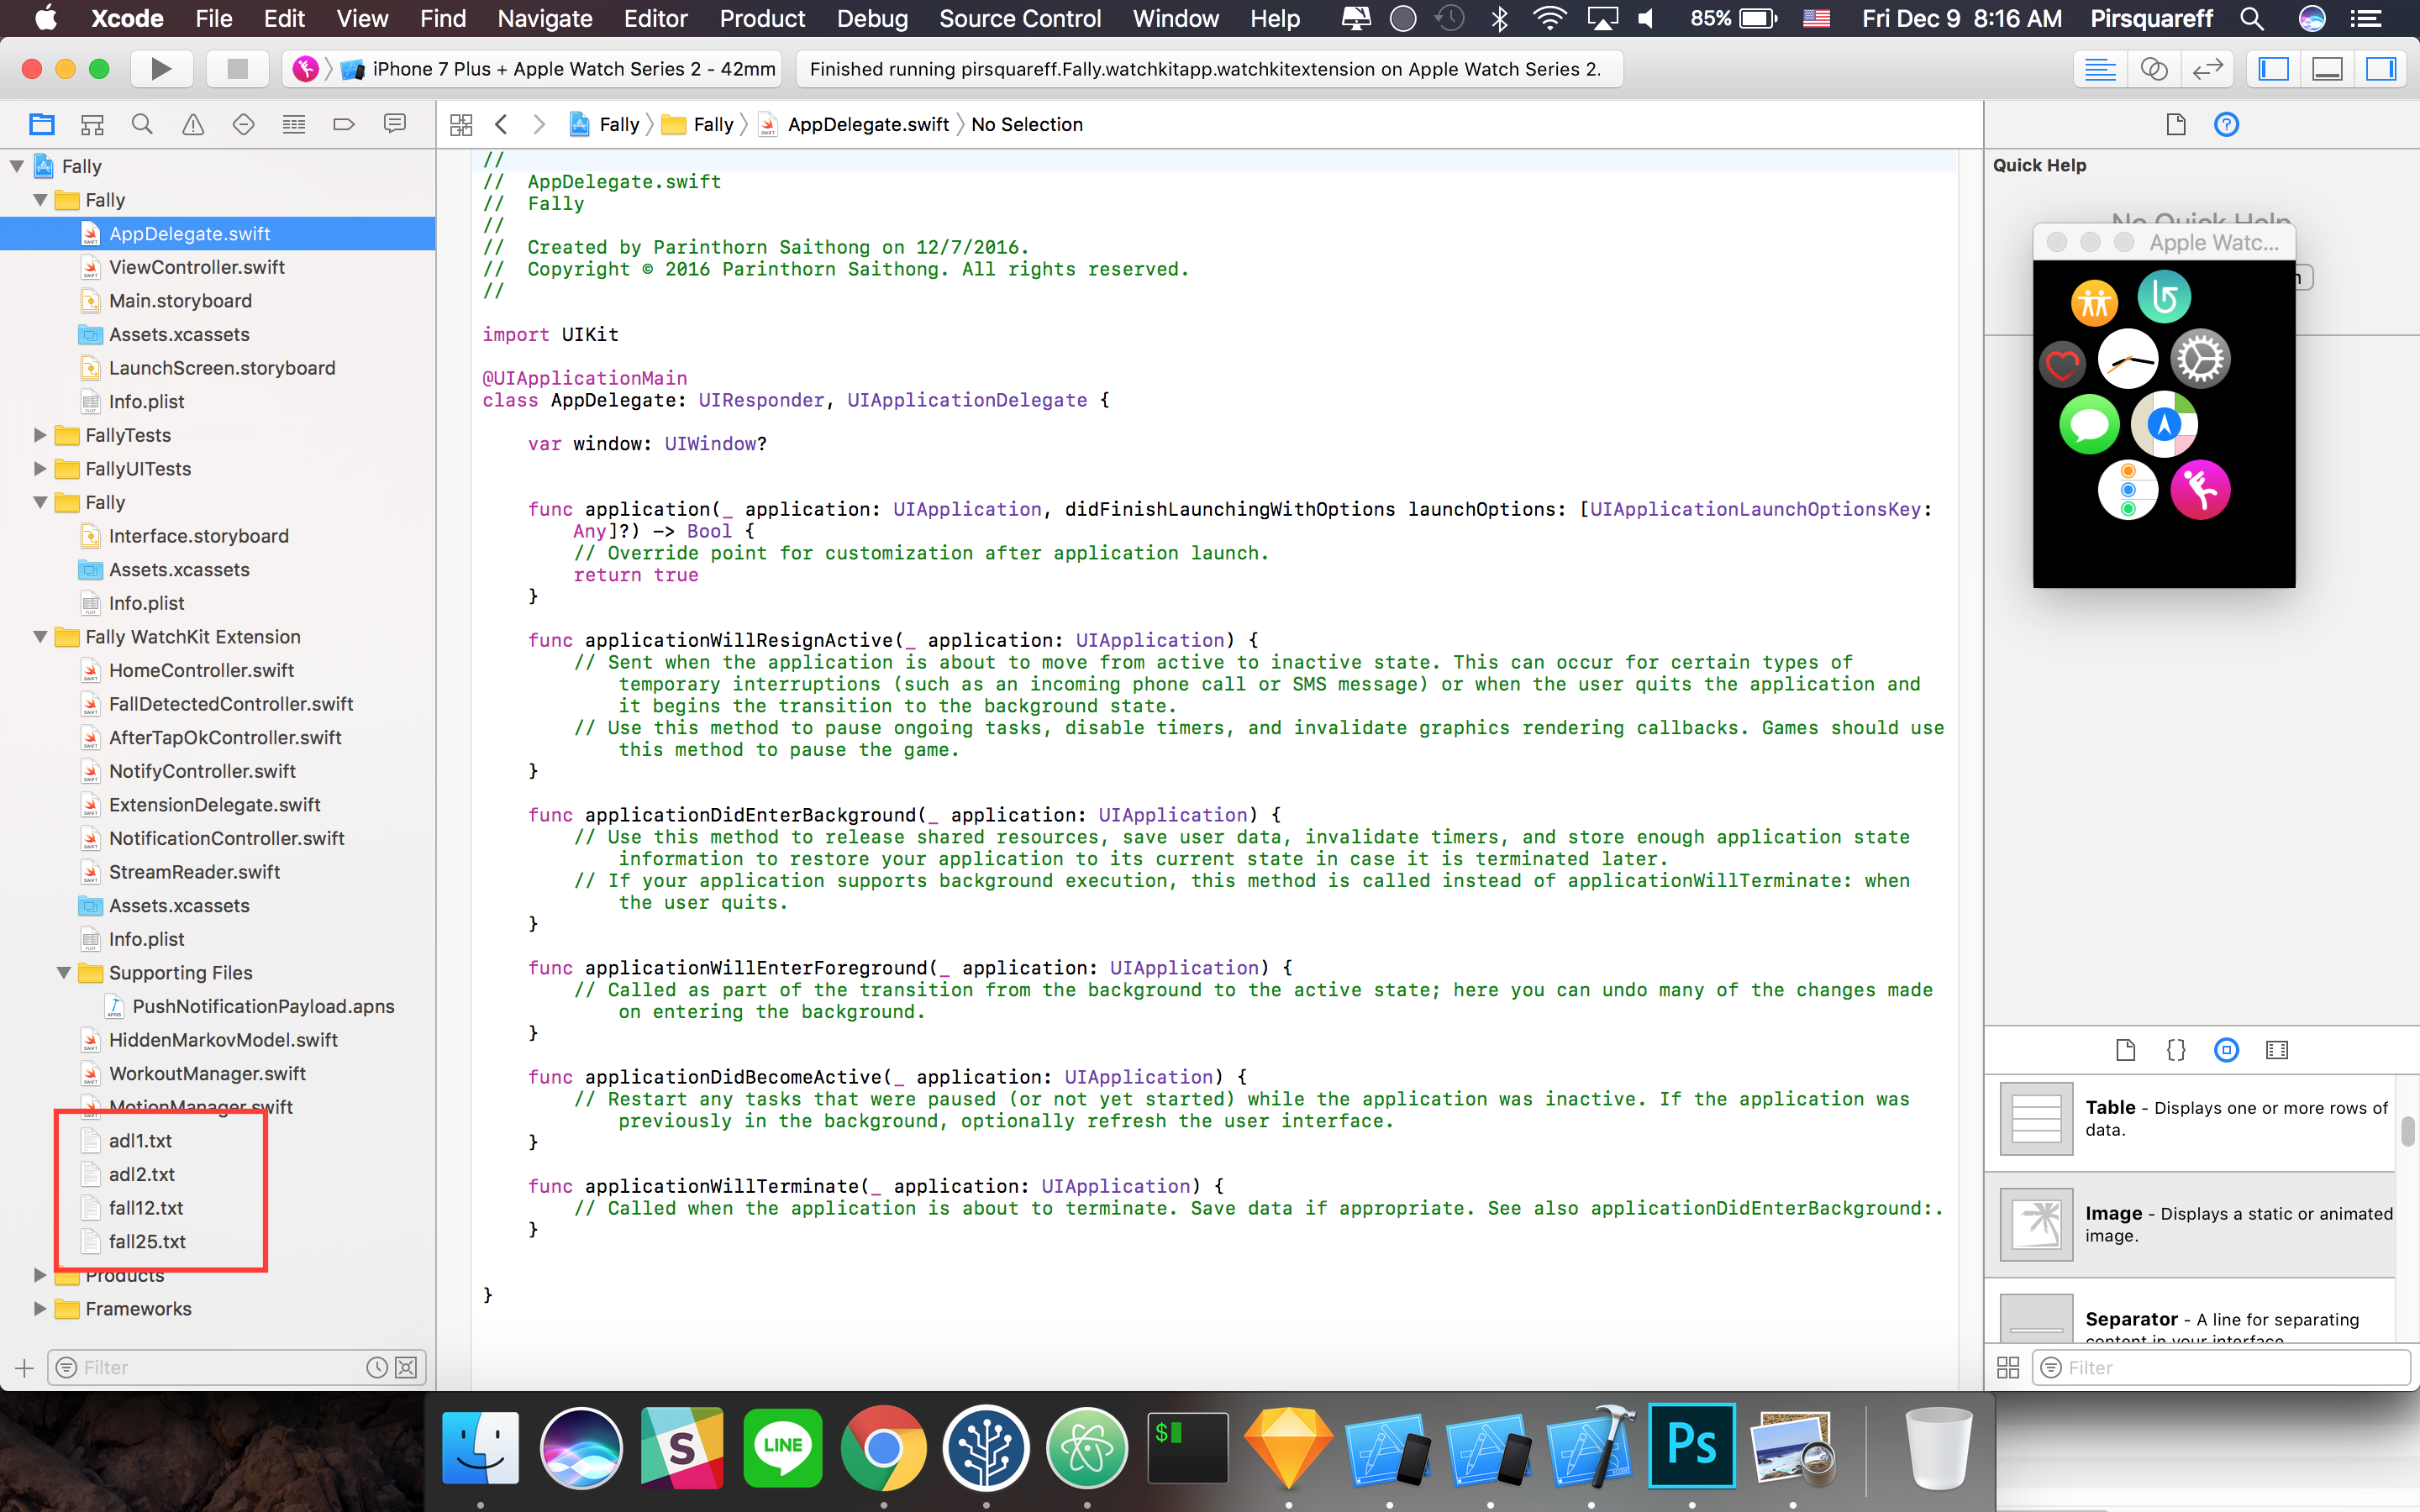 Xcode File Edit View Find Navigate Editor Product Debug Source Control Window Help 85% Fri Dec 9 8:16 AM Pirsquareff
iPhone 7 Plus + Apple Watch Series 2 - 42mm
Finished running pirsquareff.Fally.watchkitapp.watchkitextension on Apple Watch Series 2.
Fally Fally AppDelegate.swift No Selection
Fally
Fally
AppDelegate.swift
ViewController.swift
Main.storyboard
Assets.xcassets
LaunchScreen.storyboard
Info.plist
FallyTests
FallyUITests
Fally
Interface.storyboard
Assets.xcassets
Info.plist
Fally WatchKit Extension
HomeController.swift
FallDetectedController.swift
AfterTapOkController.swift
NotifyController.swift
ExtensionDelegate.swift
NotificationController.swift
StreamReader.swift
Assets.xcassets
Info.plist
Supporting Files
PushNotificationPayload.apns
HiddenMarkovModel.swift
WorkoutManager.swift
MotionManager.swift
adl1.txt
adl2.txt
fall12.txt
fall25.txt
Products
Frameworks
Filter
//
//  AppDelegate.swift
//  Fally
//
//  Created by Parinthorn Saithong on 12/7/2016.
//  Copyright © 2016 Parinthorn Saithong. All rights reserved.
//
import UIKit
@UIApplicationMain
class AppDelegate: UIResponder, UIApplicationDelegate {
var window: UIWindow?
func application(_ application: UIApplication, didFinishLaunchingWithOptions launchOptions: [UIApplicationLaunchOptionsKey:
Any]?) -> Bool {
// Override point for customization after application launch.
return true
}
func applicationWillResignActive(_ application: UIApplication) {
// Sent when the application is about to move from active to inactive state. This can occur for certain types of
temporary interruptions (such as an incoming phone call or SMS message) or when the user quits the application and
it begins the transition to the background state.
// Use this method to pause ongoing tasks, disable timers, and invalidate graphics rendering callbacks. Games should use
this method to pause the game.
}
func applicationDidEnterBackground(_ application: UIApplication) {
// Use this method to release shared resources, save user data, invalidate timers, and store enough application state
information to restore your application to its current state in case it is terminated later.
// If your application supports background execution, this method is called instead of applicationWillTerminate: when
the user quits.
}
func applicationWillEnterForeground(_ application: UIApplication) {
// Called as part of the transition from the background to the active state; here you can undo many of the changes made
on entering the background.
}
func applicationDidBecomeActive(_ application: UIApplication) {
// Restart any tasks that were paused (or not yet started) while the application was inactive. If the application was
previously in the background, optionally refresh the user interface.
}
func applicationWillTerminate(_ application: UIApplication) {
// Called when the application is about to terminate. Save data if appropriate. See also applicationDidEnterBackground:.
}
}
Quick Help
No Quick Help
Apple Watc...
Table - Displays one or more rows of
data.
Image - Displays a static or animated
image.
Separator - A line for separating
content in your interface
Filter
S
LINE
$
Ps